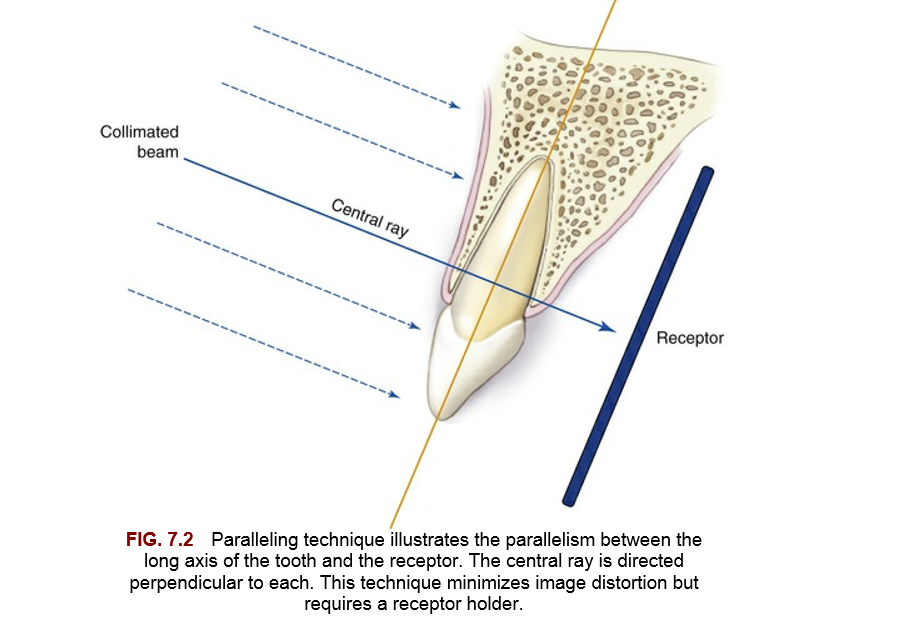 Collimated
beam
Central ray
Receptor
FIG. 7.2 Paralleling technique illustrates the parallelism between the
long axis of the tooth and the receptor. The central ray is directed
perpendicular to each. This technique minimizes image distortion but
requires a receptor holder.